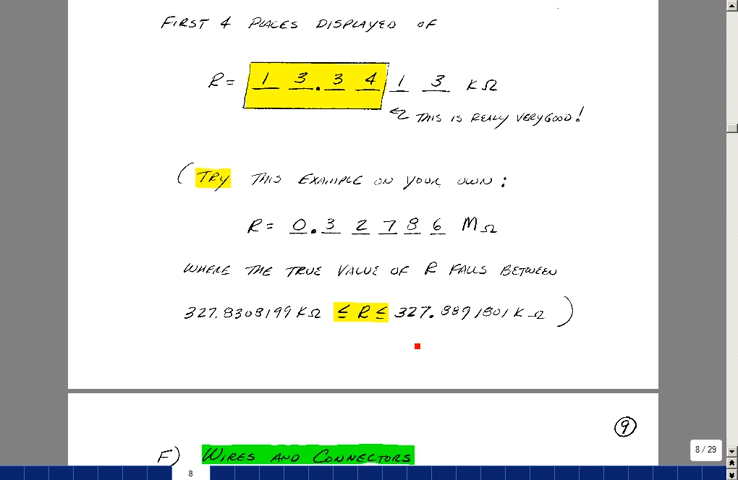 FIRST 4 PLACES DISPLAYED OF
R= 1 3.3 4 1 3 KΩ
THIS IS REALLY VERY GOOD!
(TRY THIS EXAMPLE ON YOUR OWN:
R= 0.3 2 7 8 6 MΩ
WHERE THE TRUE VALUE OF R FALLS BETWEEN
327.8308199 KΩ ≤ R ≤ 327.8891801 KΩ)
9
8 / 29
F) WIRES AND CONNECTORS
8